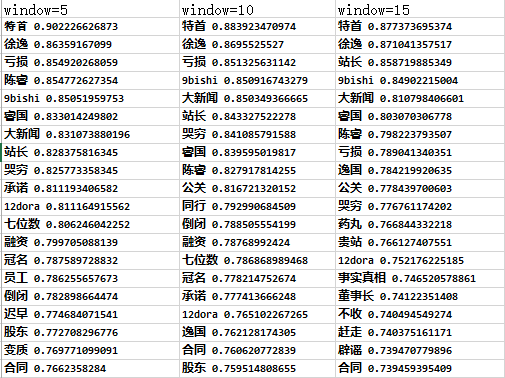 window=5 window=10 window=15
特首 0.902226626873 特首 0.883923470974 特首 0.877373695374
徐逸 0.86359167099 徐逸 0.8695525527 徐逸 0.871041357517
亏损 0.854920268059 亏损 0.851325631142 站长 0.858719885349
陈睿 0.854772627354 9bishi 0.850916743279 9bishi 0.84902215004
9bishi 0.85051959753 大新闻 0.850349366665 大新闻 0.810798406601
睿国 0.833014249802 站长 0.843327522278 睿国 0.803070306778
大新闻 0.831073880196 哭穷 0.841085791588 陈睿 0.798223793507
站长 0.828375816345 睿国 0.839595019817 亏损 0.789041340351
哭穷 0.825773358345 陈睿 0.827917814255 逸国 0.784219920635
承诺 0.811193406582 公关 0.816721320152 公关 0.778439700603
12dora 0.811164915562 同行 0.792990684509 哭穷 0.776761174202
七位数 0.806246042252 倒闭 0.788505554199 药丸 0.766844332218
融资 0.799705088139 融资 0.78768992424 贵站 0.766127407551
冠名 0.787589728832 七位数 0.786868989468 12dora 0.752176225185
员工 0.786255657673 冠名 0.778214752674 事实真相 0.746520578861
倒闭 0.782898664474 承诺 0.777413666248 董事长 0.74122351408
迟早 0.774684071541 12dora 0.765102267265 不收 0.740494549274
股东 0.772708296776 逸国 0.762128174305 赶走 0.740375161171
变质 0.769771099091 合同 0.760620772839 辟谣 0.739470779896
合同 0.7662358284 股东 0.759514808655 合同 0.739459395409